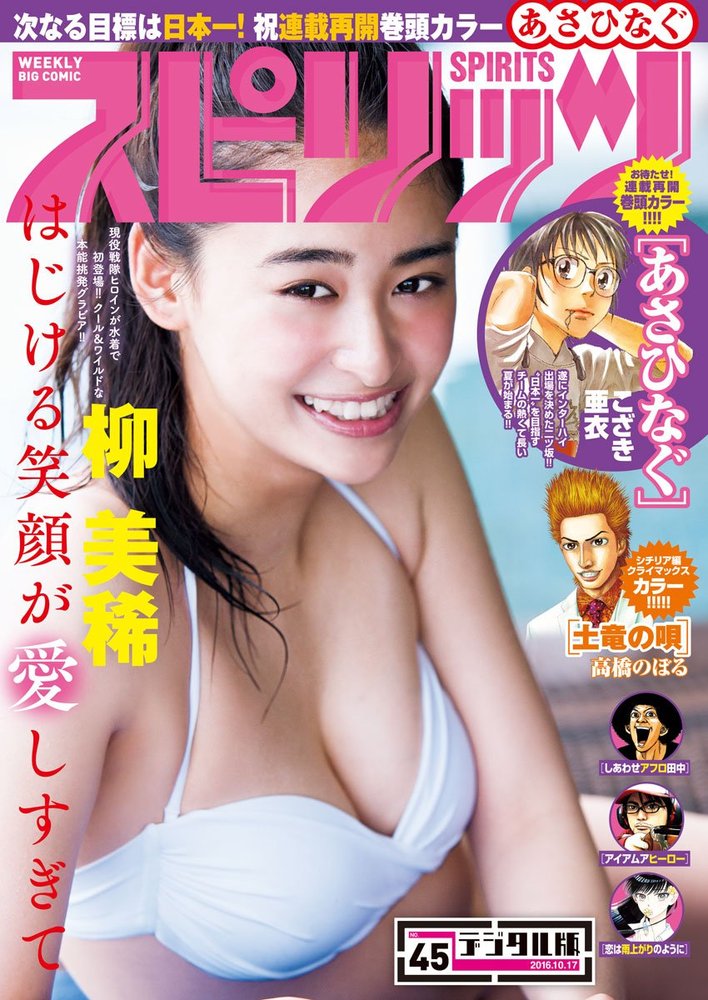 次なる目標は日本一! 祝連載再開巻頭カラー
あさひなぐ
WEEKLY
BIG COMIC
SPIRITS
スピリッツ
お待たせ!
連載再開
巻頭カラー
!!!!
[あさひなぐ]
こざき
亜衣
遂にインターハイ
出場を決めた二ツ坂!!
“日本一”を目指す
チームの熱くて長い
夏が始まる!!
現役戦隊ヒロインが水着で
初登場!! クール&ワイルドな
本能挑発グラビア!!
柳 美稀
はじける笑顔が愛しすぎて
シチリア編
クライマックス
カラー
!!!!!
[土竜の唄]
高橋のぼる
[しあわせアフロ田中]
[アイアムアヒーロー]
[恋は雨上がりのように]
NO.
45
デジタル版
2016.10.17